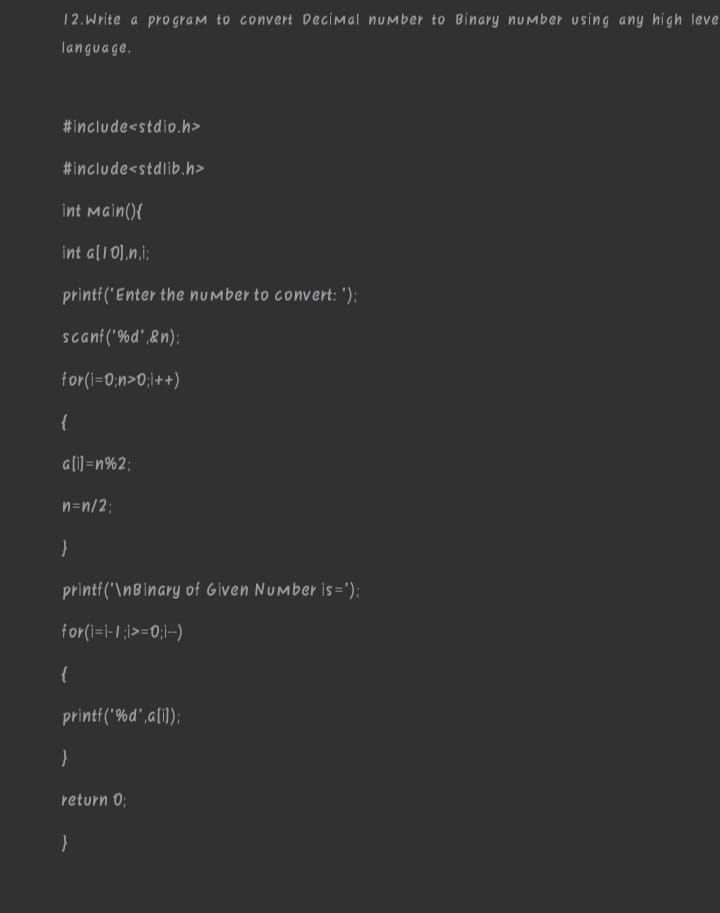 12.Write a program to convert Decimal number to Binary number using any high leve
language.
#include<stdio.h>
#include<stdlib.h>
int main(){
int a[10],n,i;
printf("Enter the number to convert: ");
scanf("%d",&n);
for(i=0;n>0;i++)
{
a[i]=n%2;
n=n/2;
}
printf("\nBinary of Given Number is=");
for(i=i-1;i>=0;i--)
{
printf("%d",a[i]);
}
return 0;
}